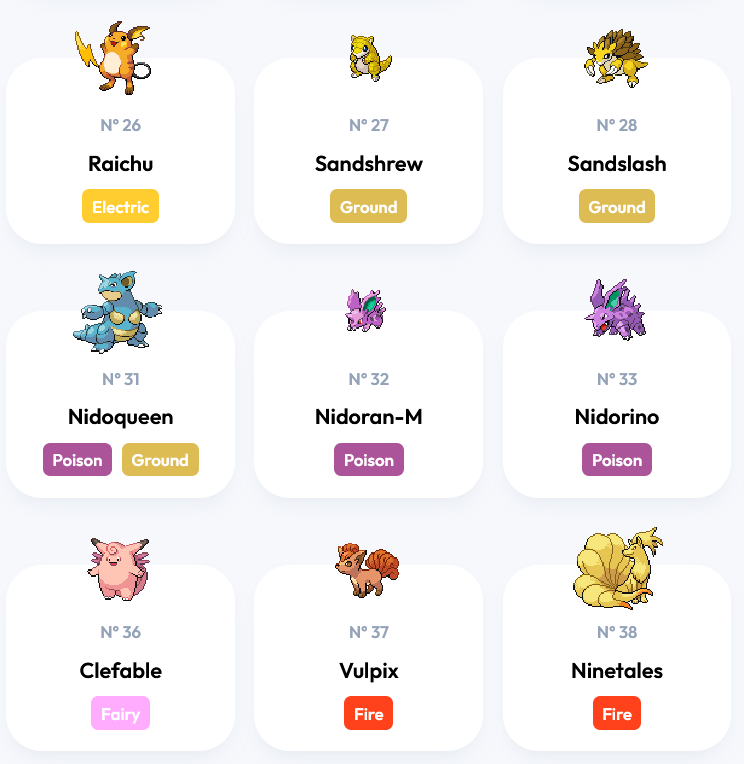 N° 26
Raichu
Electric
N° 27
Sandshrew
Ground
N° 28
Sandslash
Ground
N° 31
Nidoqueen
Poison Ground
N° 32
Nidoran-M
Poison
N° 33
Nidorino
Poison
N° 36
Clefable
Fairy
N° 37
Vulpix
Fire
N° 38
Ninetales
Fire